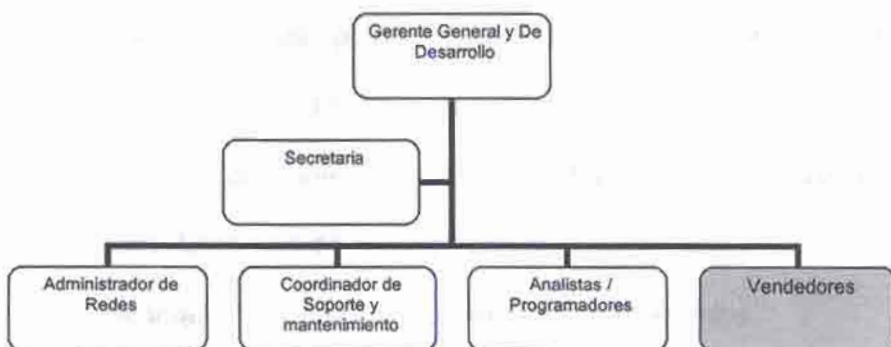 Gerente General y De
Desarrollo
Secretaria
Administrador de
Redes
Coordinador de
Soporte y
mantenimiento
Analistas /
Programadores
Vendedores